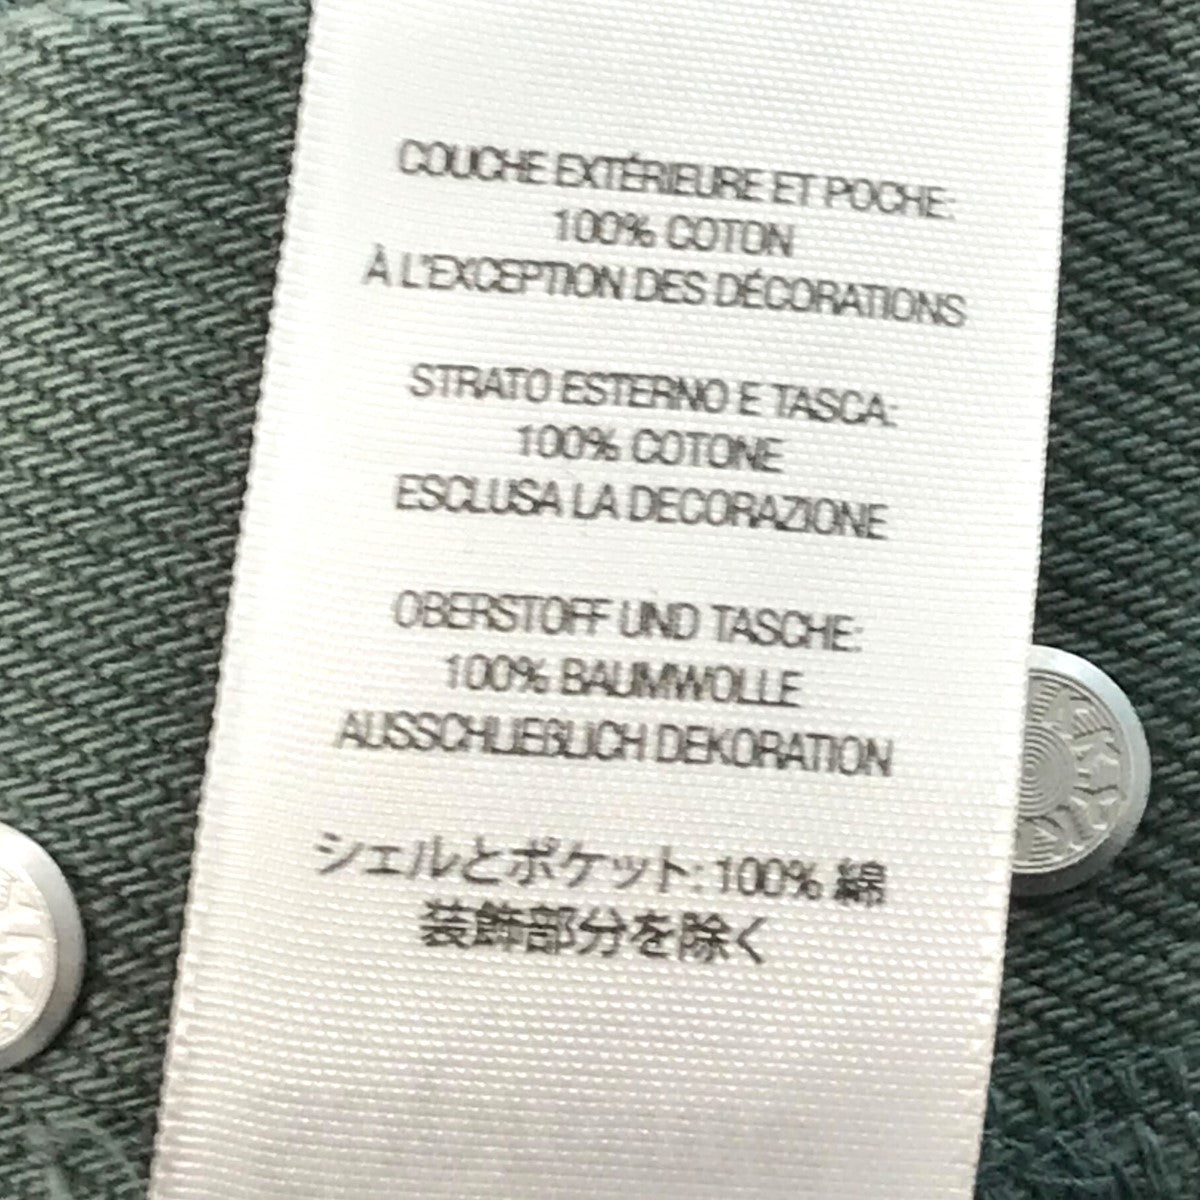 COUCHE EXTÉRIEURE ET POCHE:
100% COTON
À L'EXCEPTION DES DÉCORATIONS
STRATO ESTERNO E TASCA:
100% COTONE
ESCLUSA LA DECORAZIONE
OBERSTOFF UND TASCHE:
100% BAUMWOLLE
AUSSCHLIEßLICH DEKORATION
シェルとポケット: 100% 綿
装飾部分を除く